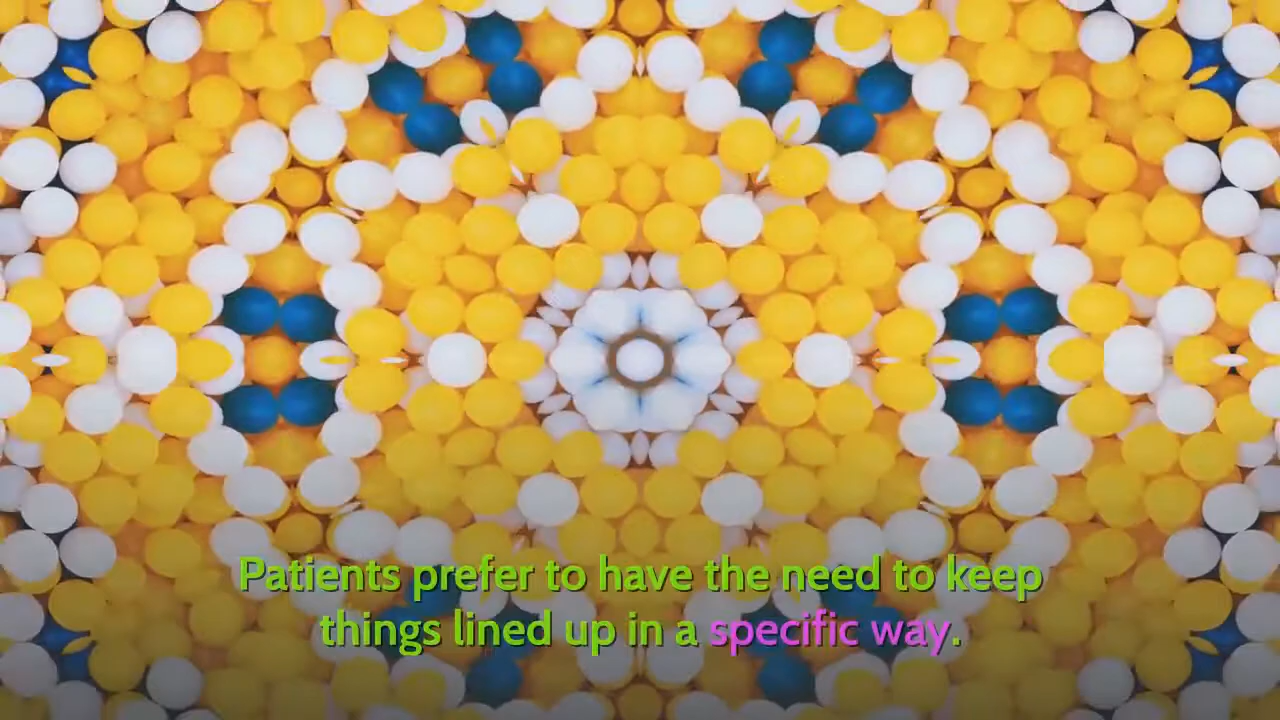 Patients prefer to have the need to keep
things lined up in a specific way.